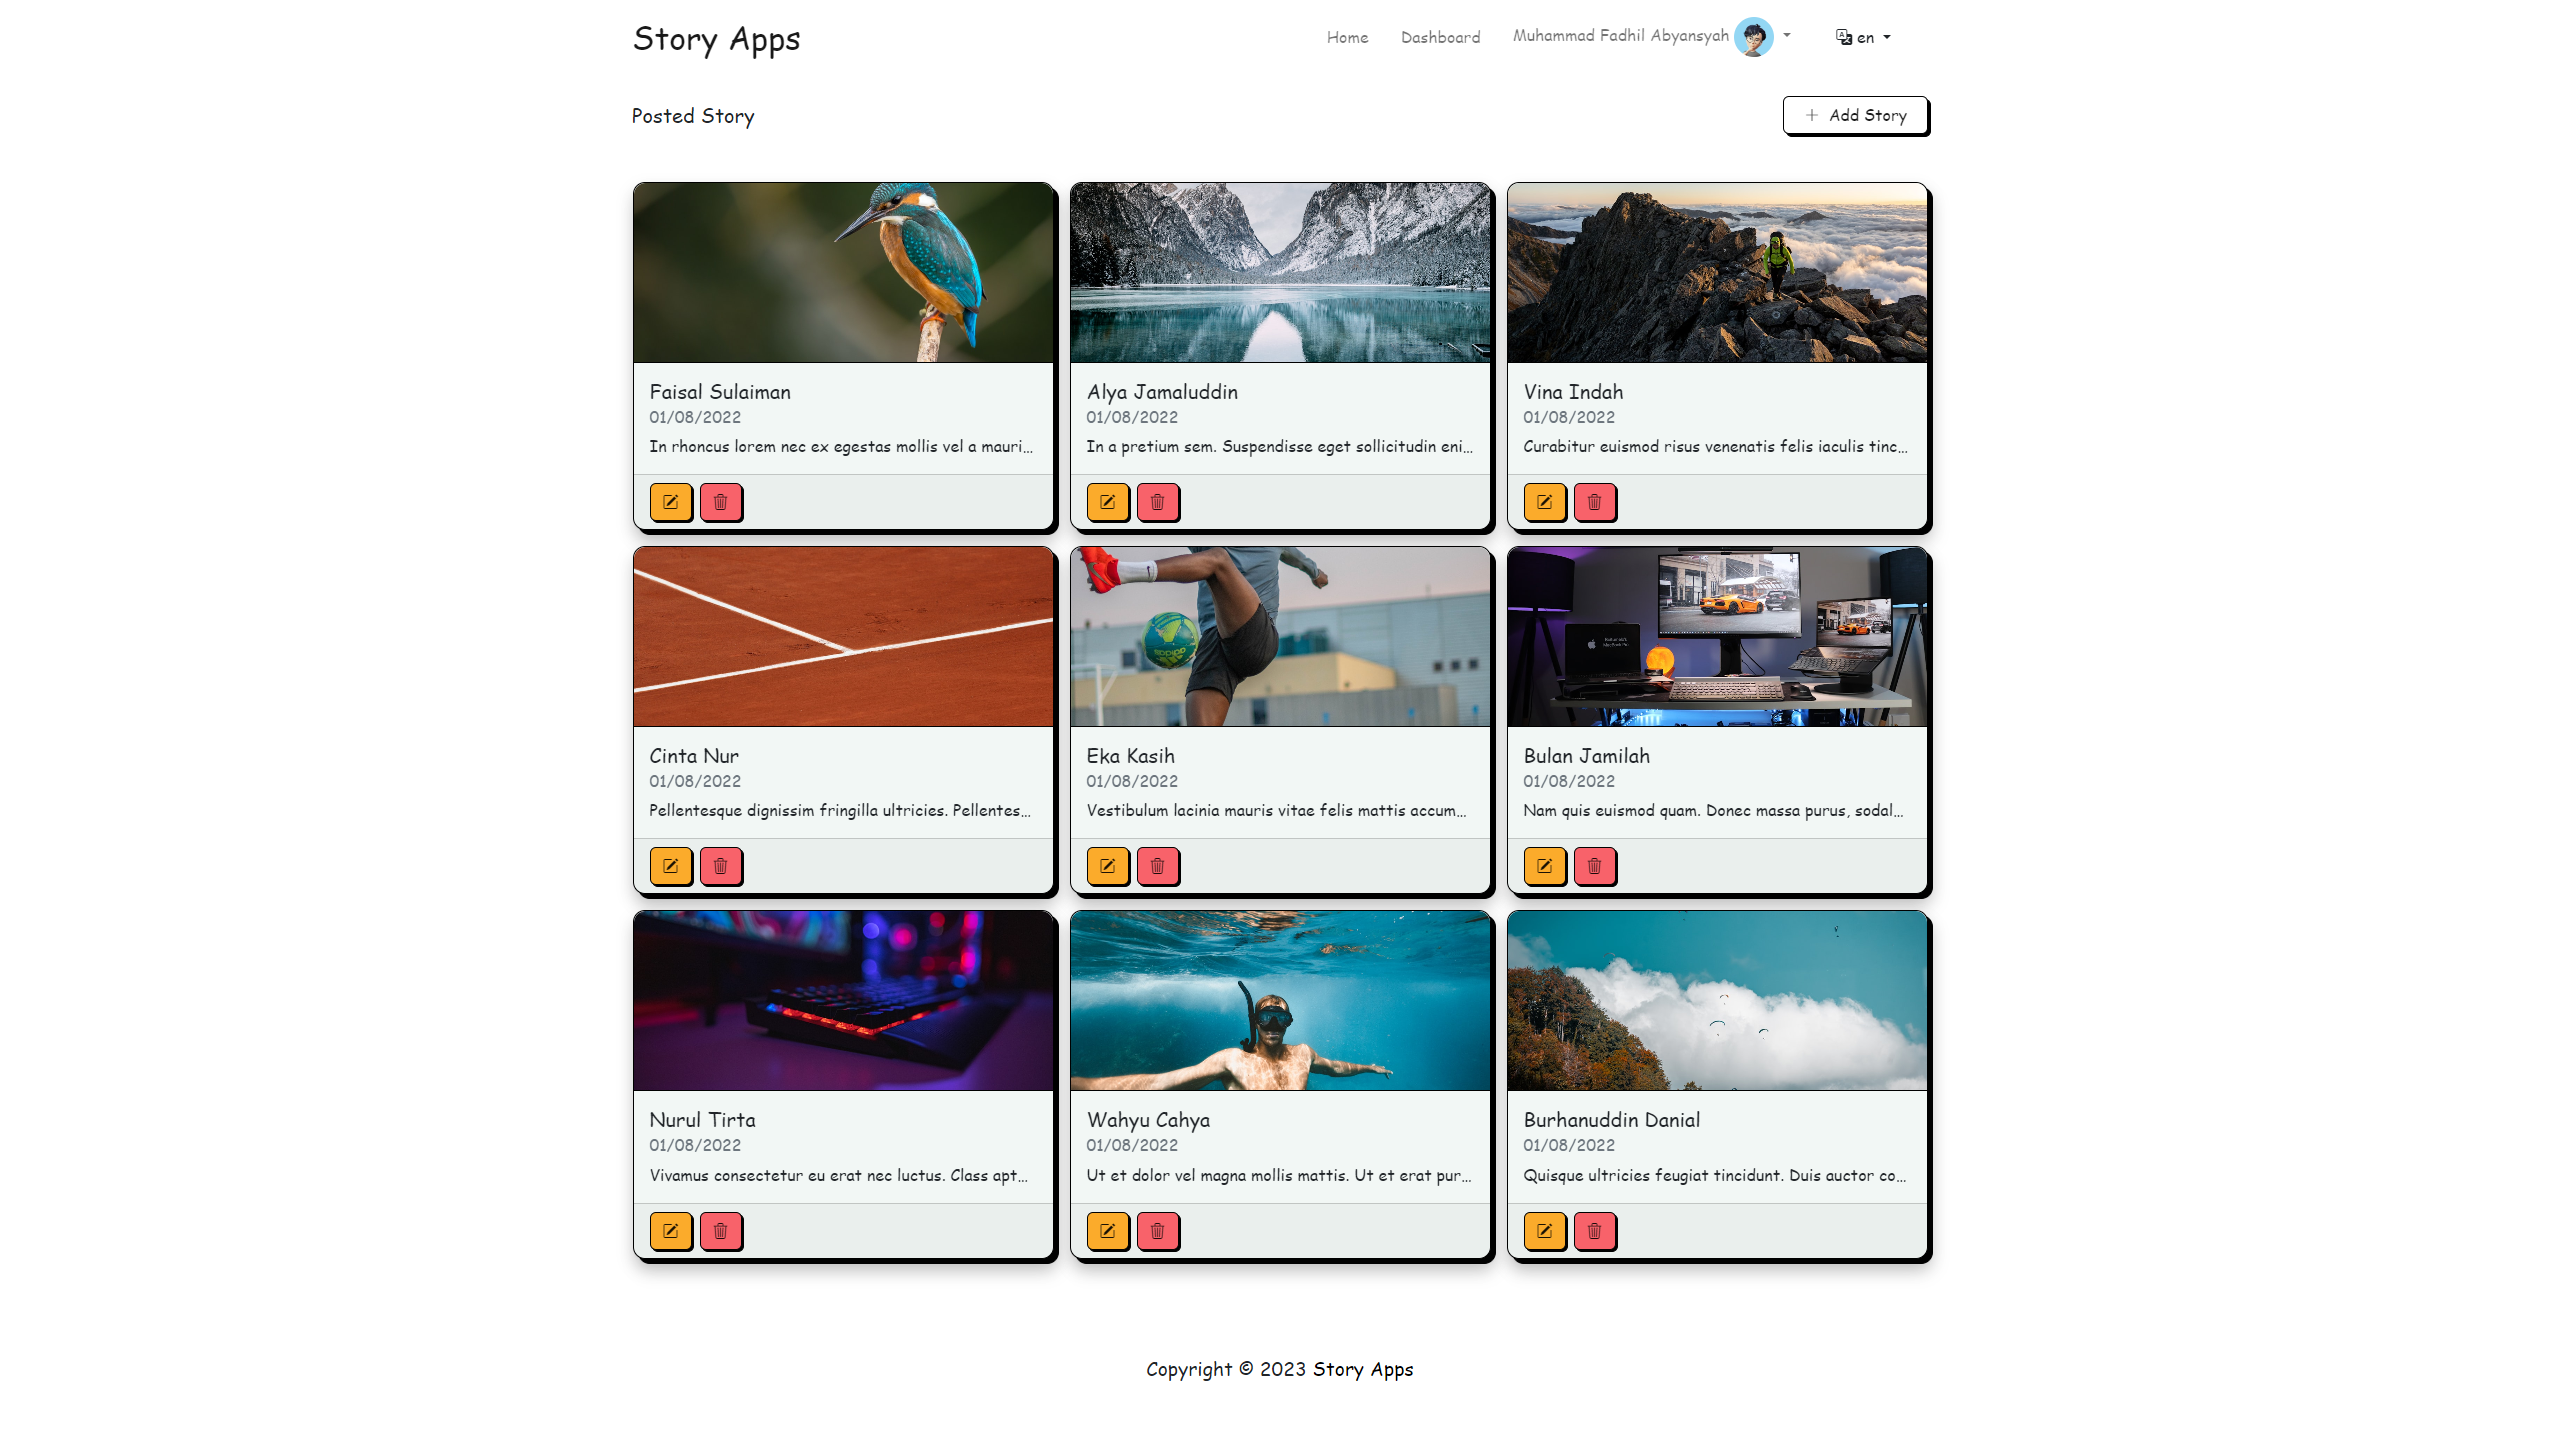 Story Apps
Home Dashboard Muhammad Fadhil Abyansyah en
Posted Story
Add Story
Faisal Sulaiman
01/08/2022
In rhoncus lorem nec ex egestas mollis vel a mauri...
Alya Jamaluddin
01/08/2022
In a pretium sem. Suspendisse eget sollicitudin eni...
Vina Indah
01/08/2022
Curabitur euismod risus venenatis felis iaculis tinc...
Cinta Nur
01/08/2022
Pellentesque dignissim fringilla ultricies. Pellentes...
Eka Kasih
01/08/2022
Vestibulum lacinia mauris vitae felis mattis accum...
Bulan Jamilah
01/08/2022
Nam quis euismod quam. Donec massa purus, sodal...
Nurul Tirta
01/08/2022
Vivamus consectetur eu erat nec luctus. Class apt...
Wahyu Cahya
01/08/2022
Ut et dolor vel magna mollis mattis. Ut et erat pur...
Burhanuddin Danial
01/08/2022
Quisque ultricies feugiat tincidunt. Duis auctor co...
Copyright © 2023 Story Apps